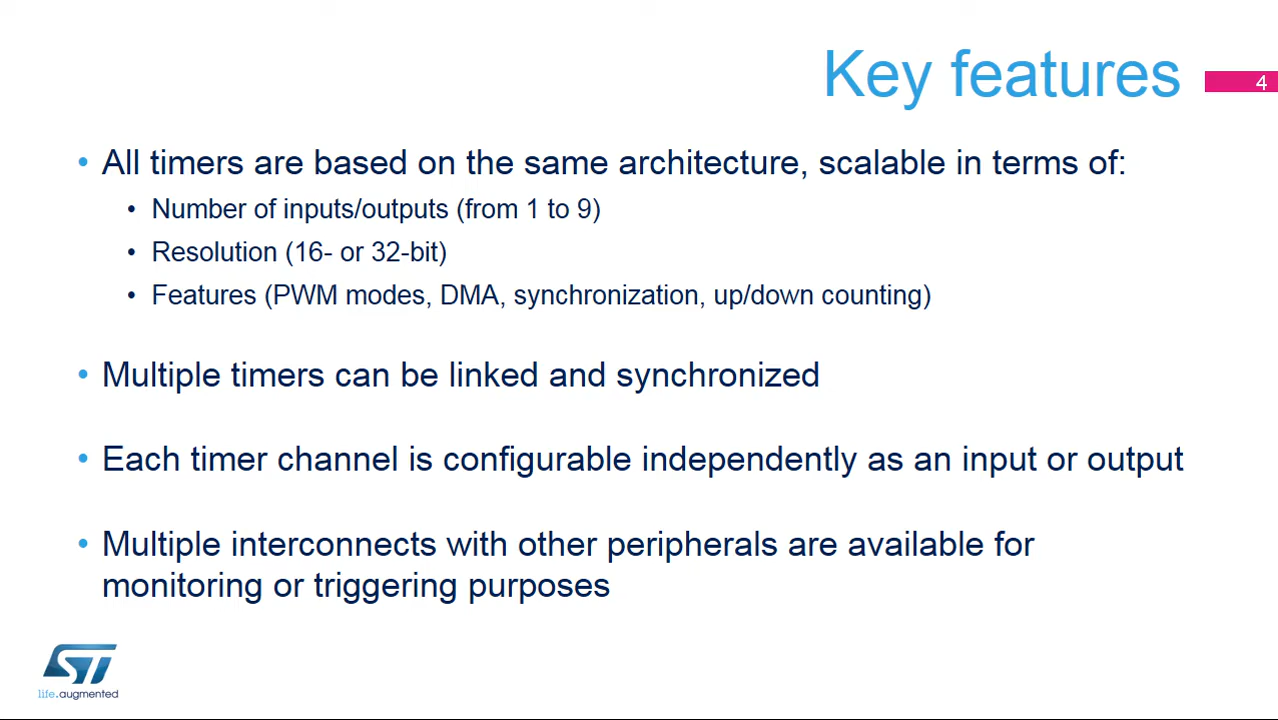 Key features
4
• All timers are based on the same architecture, scalable in terms of:
• Number of inputs/outputs (from 1 to 9)
• Resolution (16- or 32-bit)
• Features (PWM modes, DMA, synchronization, up/down counting)
• Multiple timers can be linked and synchronized
• Each timer channel is configurable independently as an input or output
• Multiple interconnects with other peripherals are available for
monitoring or triggering purposes
ST
life.augmented